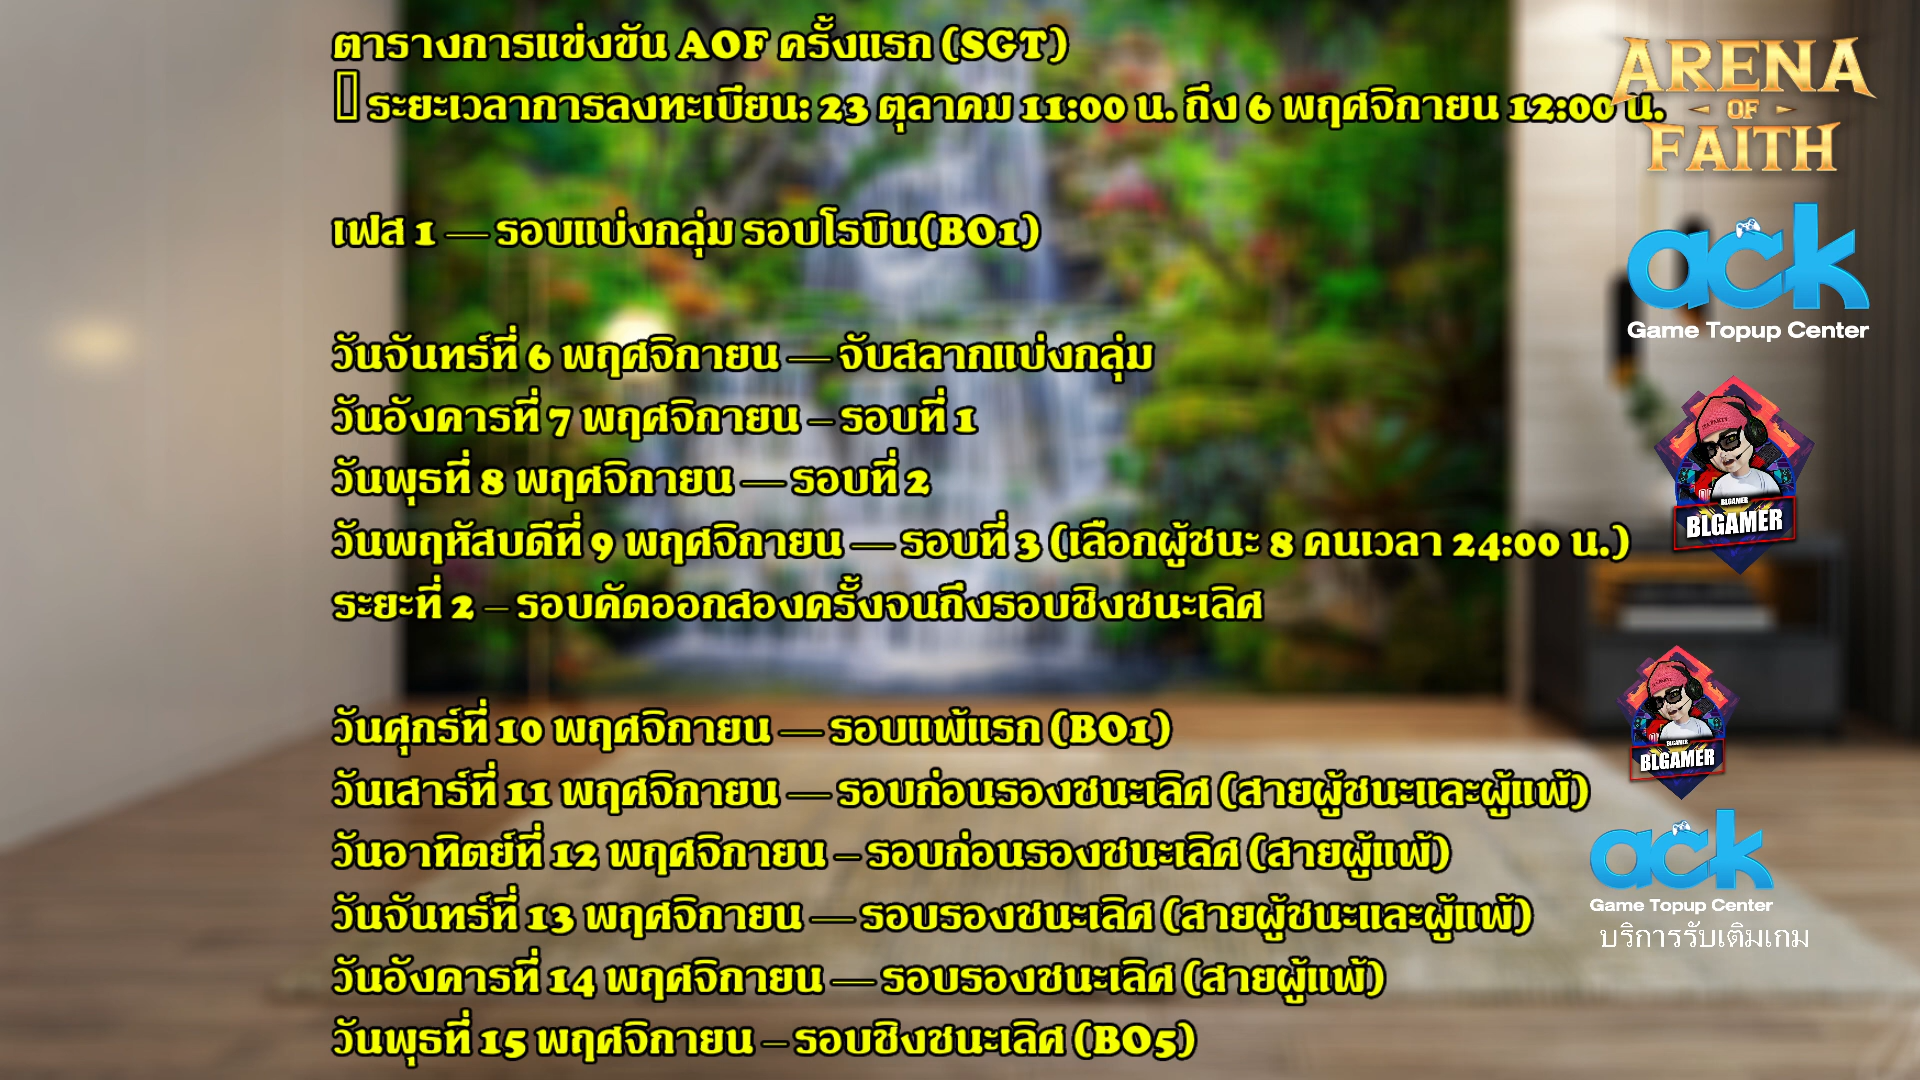 ตารางการแข่งขัน AOF ครั้งแรก (SGT)
ระยะเวลาการลงทะเบียน: 23 ตุลาคม 11:00 น. ถึง 6 พฤศจิกายน 12:00 น.
ARENA
OF
FAITH
ack
Game Topup Center
เฟส 1 — รอบแบ่งกลุ่ม รอบโรบิน(BO1)
วันจันทร์ที่ 6 พฤศจิกายน — จับสลากแบ่งกลุ่ม
วันอังคารที่ 7 พฤศจิกายน – รอบที่ 1
วันพุธที่ 8 พฤศจิกายน — รอบที่ 2
วันพฤหัสบดีที่ 9 พฤศจิกายน — รอบที่ 3 (เลือกผู้ชนะ 8 คนเวลา 24:00 น.)
BLGAMER
BLGAMER
ระยะที่ 2 – รอบคัดออกสองครั้งจนถึงรอบชิงชนะเลิศ
วันศุกร์ที่ 10 พฤศจิกายน — รอบแพ้แรก (BO1)
วันเสาร์ที่ 11 พฤศจิกายน — รอบก่อนรองชนะเลิศ (สายผู้ชนะและผู้แพ้)
วันอาทิตย์ที่ 12 พฤศจิกายน – รอบก่อนรองชนะเลิศ (สายผู้แพ้)
วันจันทร์ที่ 13 พฤศจิกายน — รอบรองชนะเลิศ (สายผู้ชนะและผู้แพ้)
วันอังคารที่ 14 พฤศจิกายน — รอบรองชนะเลิศ (สายผู้แพ้)
วันพุธที่ 15 พฤศจิกายน – รอบชิงชนะเลิศ (BO5)
BLGAMER
BLGAMER
ack
Game Topup Center
บริการรับเติมเกม